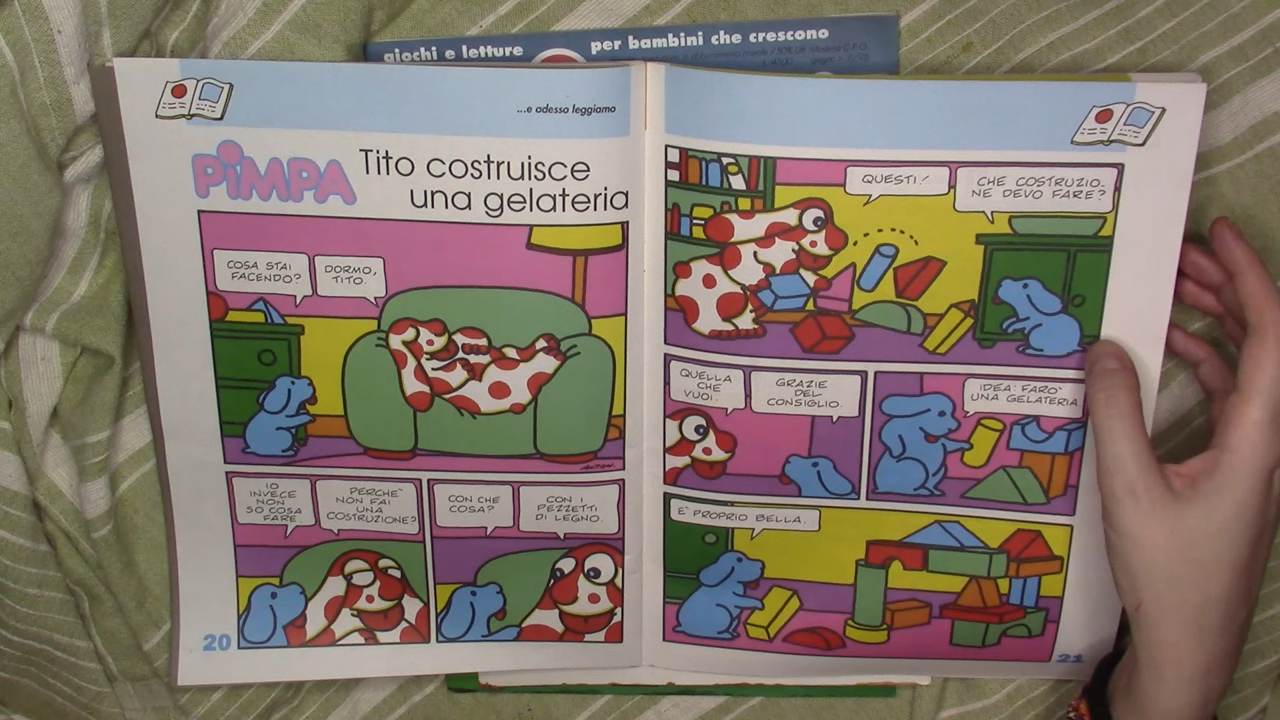 giochi e letture
per bambini che crescono
...e adesso leggiamo
PiMPA
Tito costruisce
una gelateria
COSA STAI
FACENDO?
DORMO,
TITO.
IO
INVECE
NON
SO COSA
FARE.
PERCHE'
NON FAI
UNA
COSTRUZIONE?
CON CHE
COSA?
CON I
PEZZETTI
DI LEGNO.
20
QUESTI!
CHE COSTRUZIO-
NE DEVO FARE?
QUELLA
CHE
VUOI.
GRAZIE
DEL
CONSIGLIO.
IDEA: FARO'
UNA GELATERIA
E' PROPRIO BELLA.
21